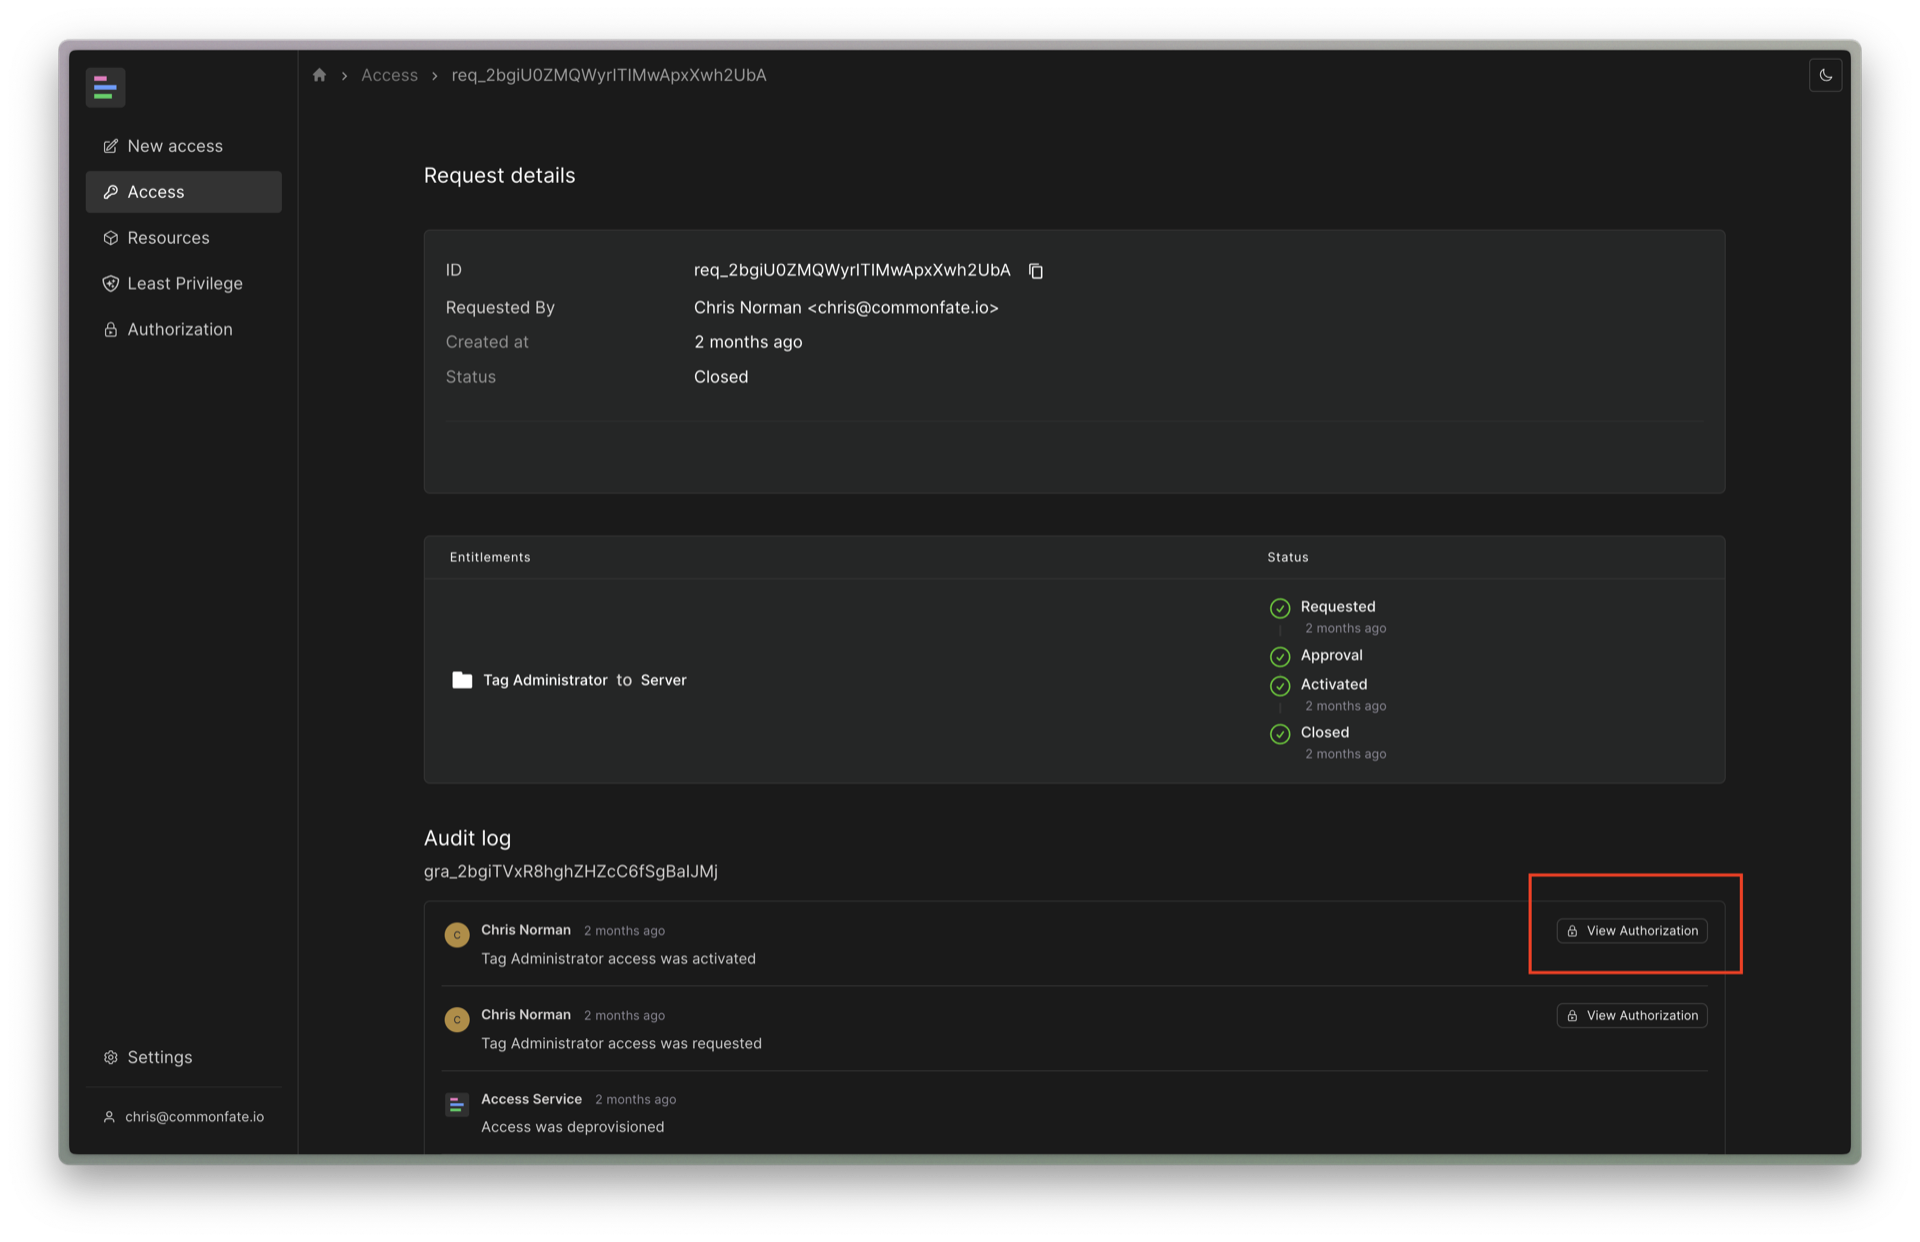 Access
req_2bgiU0ZMQWyrITIMwApxXwh2UbA
New access
Access
Resources
Least Privilege
Authorization
Settings
chris@commonfate.io
Request details
ID req_2bgiU0ZMQWyrITIMwApxXwh2UbA
Requested By Chris Norman <chris@commonfate.io>
Created at 2 months ago
Status Closed
Entitlements Status
Tag Administrator to Server
Requested
2 months ago
Approval
Activated
2 months ago
Closed
2 months ago
Audit log
gra_2bgiTVxR8hghZHZcC6fSgBaIJMj
C Chris Norman 2 months ago View Authorization
Tag Administrator access was activated
C Chris Norman 2 months ago View Authorization
Tag Administrator access was requested
Access Service 2 months ago
Access was deprovisioned